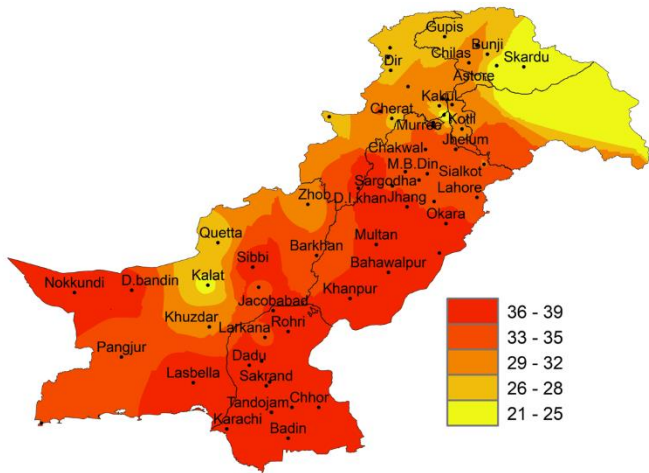 Gupis
Bunji
Chilas
Skardu
Dir
Astore
Kakul
Cherat
Kotli
Murree
Chakwal
Jhelum
M.B.Din
Sialkot
Sargodha
Lahore
Zhob
D.I.khan
Jhang
Okara
Quetta
Multan
Barkhan
Sibbi
Bahawalpur
Nokkundi
D.bandin
Kalat
Khanpur
Jacobabad
Khuzdar
Rohri
Larkana
Pangjur
Dadu
Lasbella
Sakrand
Tandojam
Chhor
Karachi
Badin
36 - 39
33 - 35
29 - 32
26 - 28
21 - 25